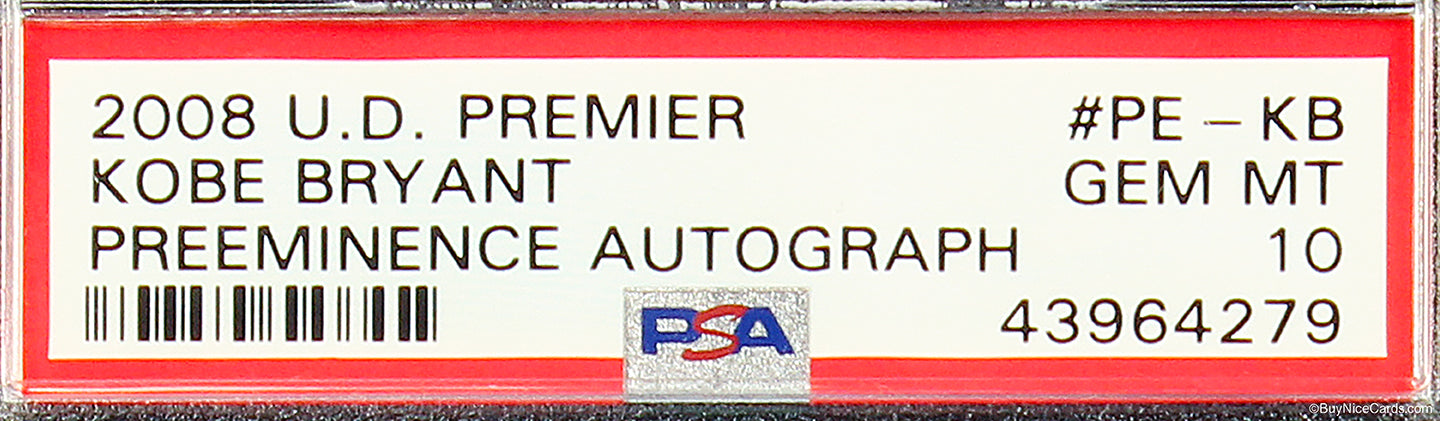 2008 U.D. PREMIER #PE-KB
KOBE BRYANT GEM MT
PREEMINENCE AUTOGRAPH 10
PSA 43964279
©BuyNiceCards.com